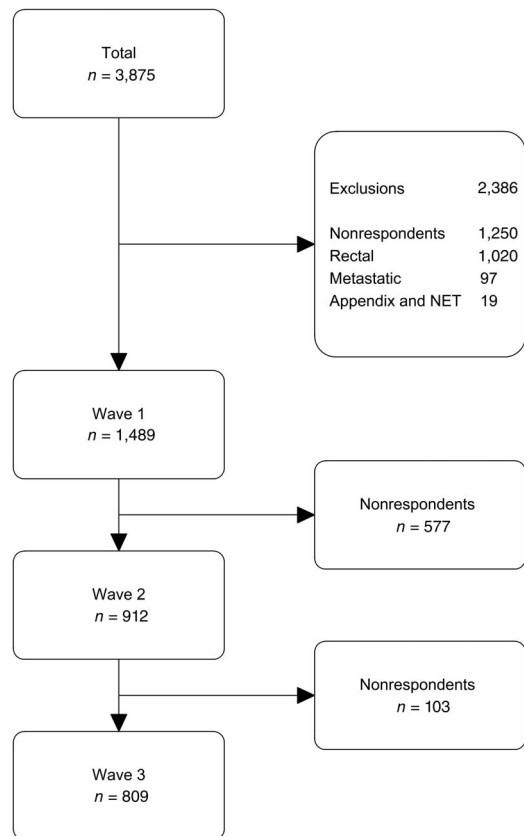 Total
n = 3,875
Exclusions 2,386
Nonrespondents 1,250
Rectal 1,020
Metastatic 97
Appendix and NET 19
Wave 1
n = 1,489
Nonrespondents
n = 577
Wave 2
n = 912
Nonrespondents
n = 103
Wave 3
n = 809